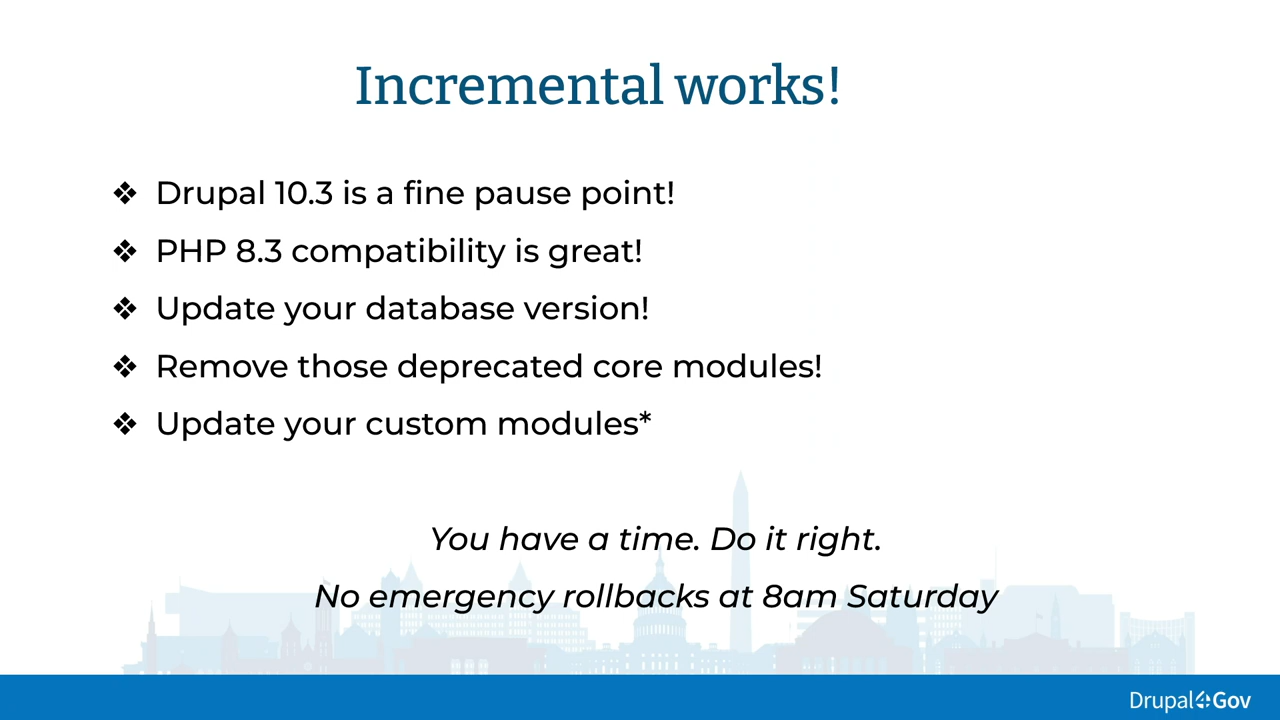 Incremental works!
❖ Drupal 10.3 is a fine pause point!
❖ PHP 8.3 compatibility is great!
❖ Update your database version!
❖ Remove those deprecated core modules!
❖ Update your custom modules*
You have a time. Do it right.
No emergency rollbacks at 8am Saturday
Drupal4Gov